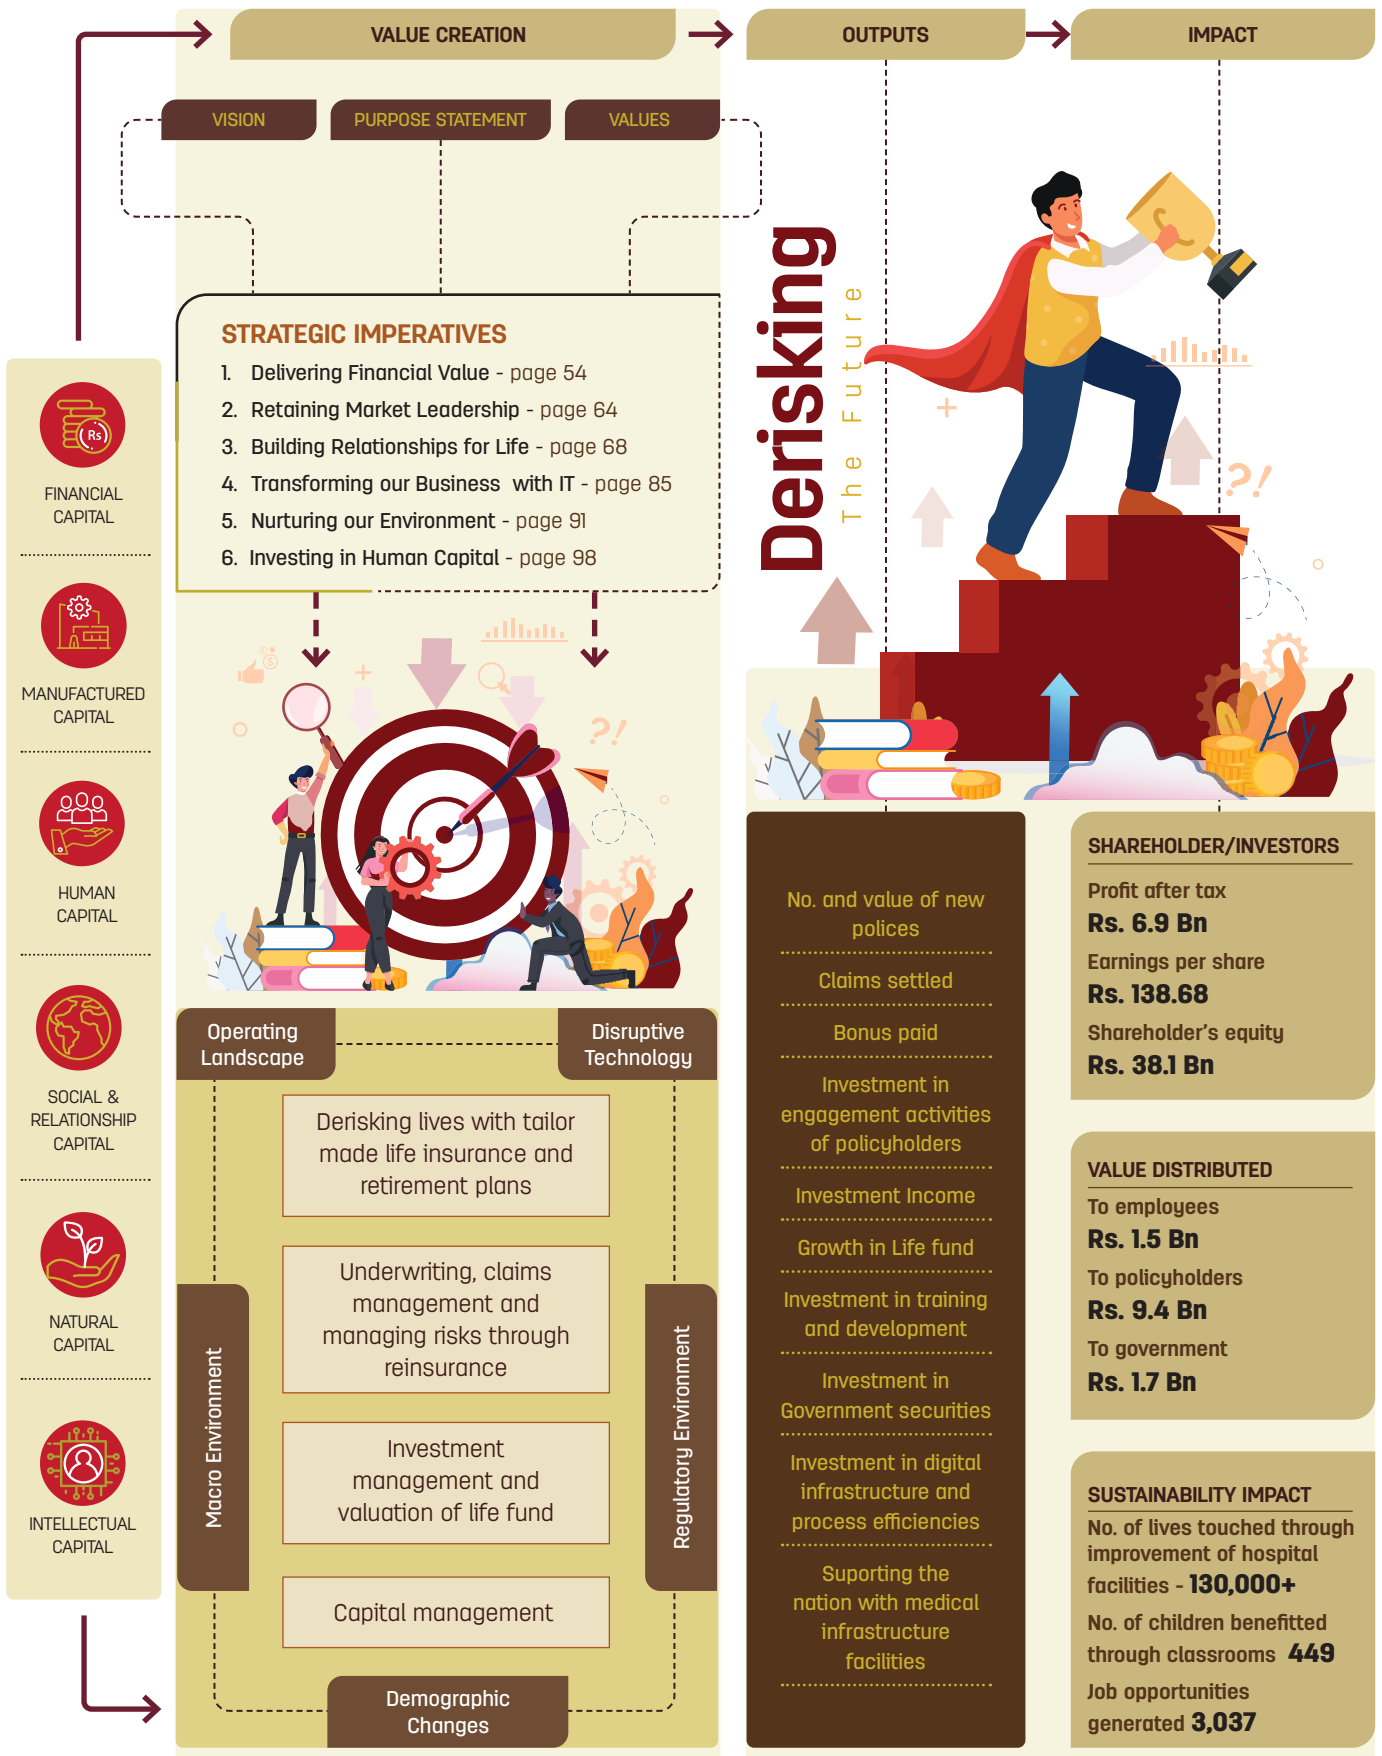 VALUE CREATION
OUTPUTS
IMPACT
VISION
PURPOSE STATEMENT
VALUES
STRATEGIC IMPERATIVES
1. Delivering Financial Value - page 54
2. Retaining Market Leadership - page 64
3. Building Relationships for Life - page 68
4. Transforming our Business with IT - page 85
5. Nurturing our Environment - page 91
6. Investing in Human Capital - page 98
Derisking
The Future
Rs
FINANCIAL
CAPITAL
MANUFACTURED
CAPITAL
HUMAN
CAPITAL
SOCIAL &
RELATIONSHIP
CAPITAL
NATURAL
CAPITAL
INTELLECTUAL
CAPITAL
?!
?!
Operating
Landscape
Disruptive
Technology
Derisking lives with tailor
made life insurance and
retirement plans
Underwriting, claims
management and
managing risks through
reinsurance
Investment
management and
valuation of life fund
Capital management
Macro Environment
Regulatory Environment
Demographic
Changes
No. and value of new
polices
Claims settled
Bonus paid
Investment in
engagement activities
of policyholders
Investment Income
Growth in Life fund
Investment in training
and development
Investment in
Government securities
Investment in digital
infrastructure and
process efficiencies
Suporting the
nation with medical
infrastructure
facilities
SHAREHOLDER/INVESTORS
Profit after tax
Rs. 6.9 Bn
Earnings per share
Rs. 138.68
Shareholder's equity
Rs. 38.1 Bn
VALUE DISTRIBUTED
To employees
Rs. 1.5 Bn
To policyholders
Rs. 9.4 Bn
To government
Rs. 1.7 Bn
SUSTAINABILITY IMPACT
No. of lives touched through
improvement of hospital
facilities - 130,000+
No. of children benefitted
through classrooms 449
Job opportunities
generated 3,037